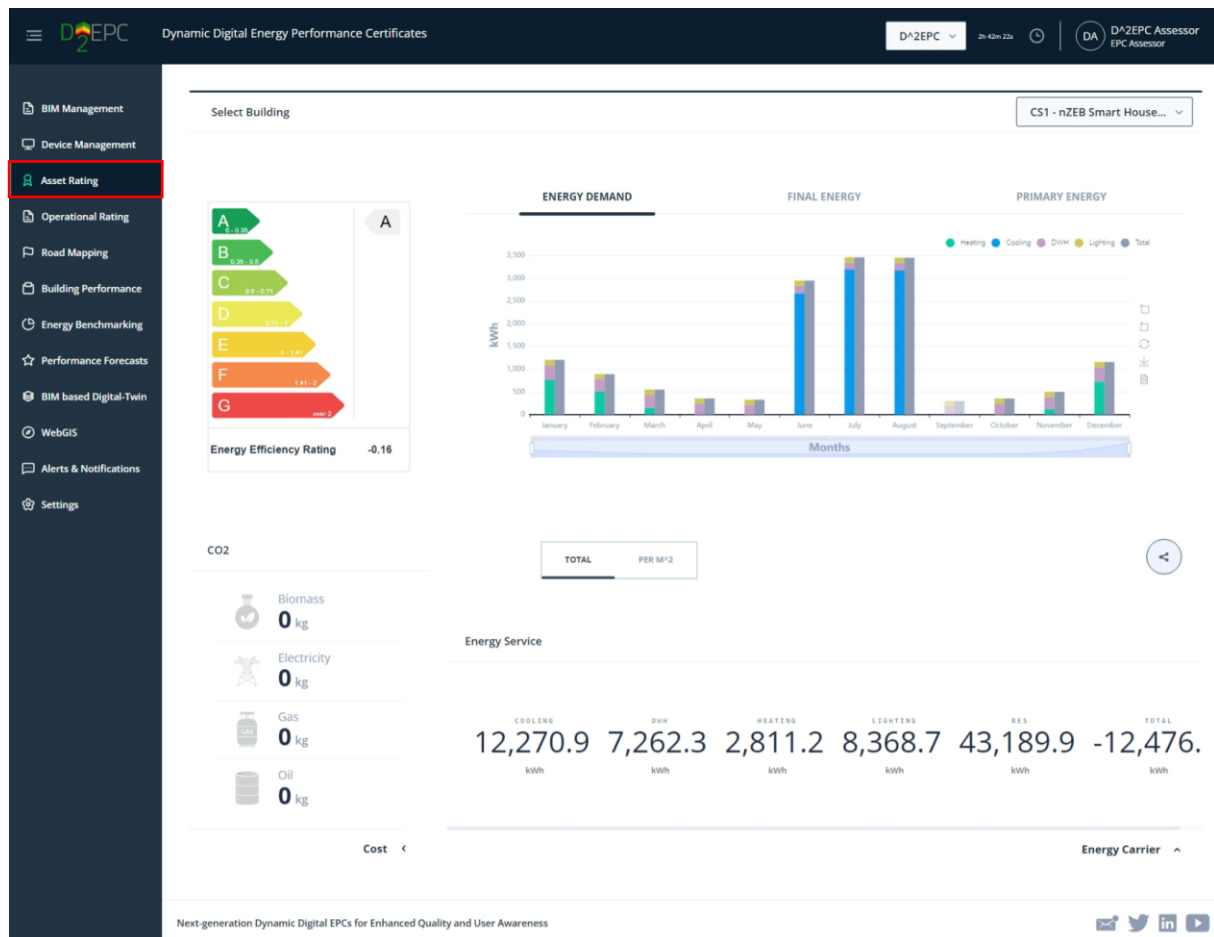 D2EPC
Dynamic Digital Energy Performance Certificates
D^2EPC
2h 42m 22s
DA
D^2EPC Assessor
EPC Assessor
BIM Management
Device Management
Asset Rating
Operational Rating
Road Mapping
Building Performance
Energy Benchmarking
Performance Forecasts
BIM based Digital-Twin
WebGIS
Alerts & Notifications
Settings
Select Building
CS1 - nZEB Smart House...
A
0 - 0.35
A
B
0.35 - 0.5
C
0.5 - 0.71
D
0.71 - 1
E
1 - 1.41
F
1.41 - 2
G
over 2
Energy Efficiency Rating -0.16
ENERGY DEMAND FINAL ENERGY PRIMARY ENERGY
Heating Cooling DWH Lighting Total
kWh
3,500
3,000
2,500
2,000
1,500
1,000
500
0
January February March April May June July August September October November December
Months
CO2
Biomass
0 kg
Electricity
0 kg
Gas
GAS
0 kg
Oil
0 kg
Cost
TOTAL PER M^2
Energy Service
COOLING DWH HEATING LIGHTING RES TOTAL
12,270.9 7,262.3 2,811.2 8,368.7 43,189.9 -12,476.
kWh kWh kWh kWh kWh kWh
Energy Carrier
Next-generation Dynamic Digital EPCs for Enhanced Quality and User Awareness
in